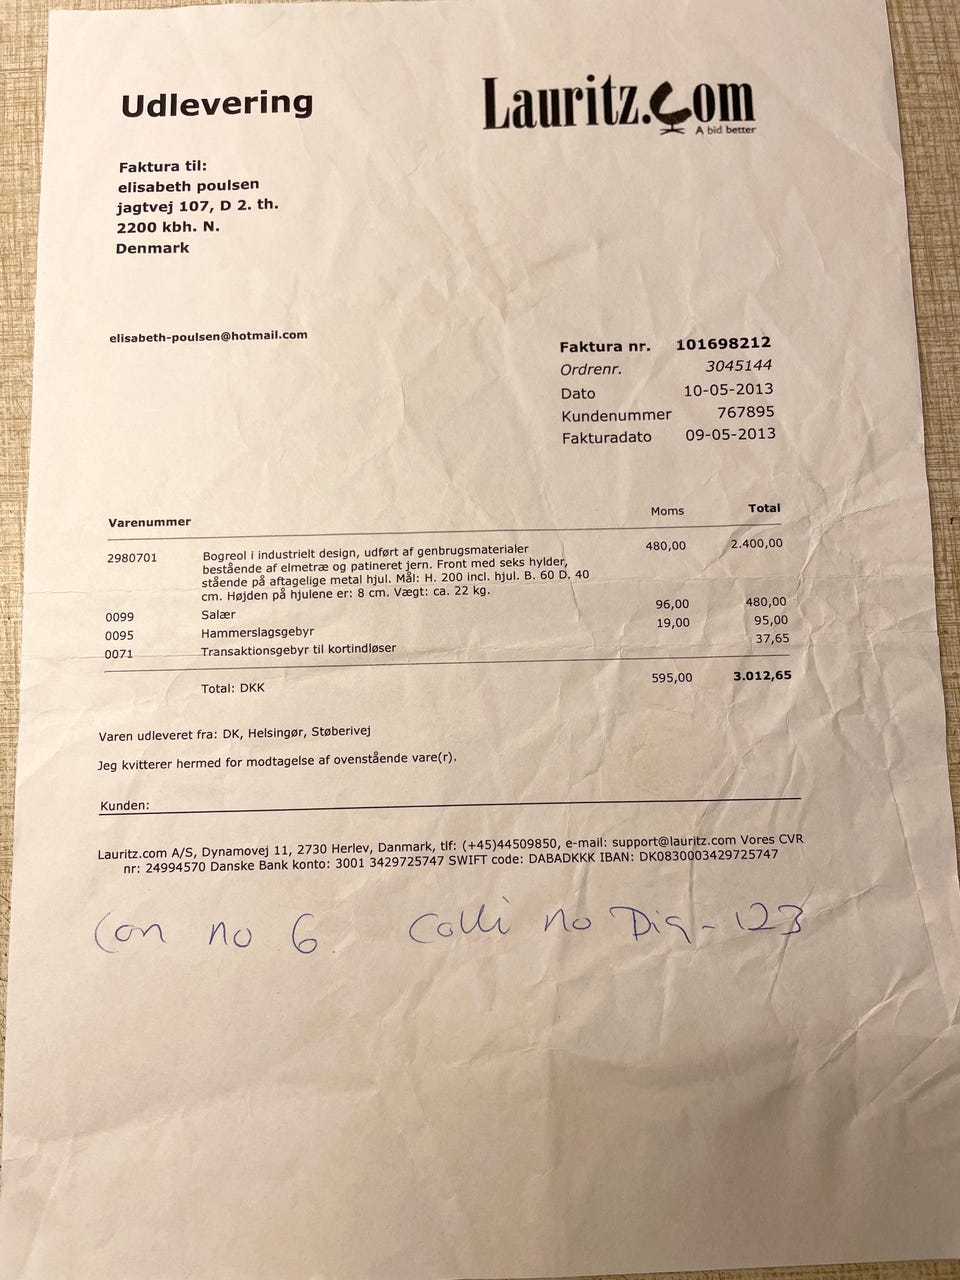 Udlevering
Lauritz.com
A bid better
Faktura til:
elisabeth poulsen
jagtvej 107, D 2. th.
2200 kbh. N.
Denmark
elisabeth-poulsen@hotmail.com
Faktura nr. 101698212
Ordrenr. 3045144
Dato 10-05-2013
Kundenummer 767895
Fakturadato 09-05-2013
Varenummer Moms Total
2980701 Bogreol i industrielt design, udført af genbrugsmaterialer 480,00 2.400,00
bestående af elmetræ og patineret jern. Front med seks hylder,
stående på aftagelige metal hjul. Mål: H. 200 incl. hjul. B. 60 D. 40
cm. Højden på hjulene er: 8 cm. Vægt: ca. 22 kg.
0099 Salær 96,00 480,00
0095 Hammerslagsgebyr 19,00 95,00
0071 Transaktionsgebyr til kortindløser 37,65
Total: DKK 595,00 3.012,65
Varen udleveret fra: DK, Helsingør, Støberivej
Jeg kvitterer hermed for modtagelse af ovenstående vare(r).
Kunden:
Lauritz.com A/S, Dynamovej 11, 2730 Herlev, Danmark, tlf: (+45)44509850, e-mail: support@lauritz.com Vores CVR
nr: 24994570 Danske Bank konto: 3001 3429725747 SWIFT code: DABADKKK IBAN: DK0830003429725747
Con no 6. Colli no Diq-123